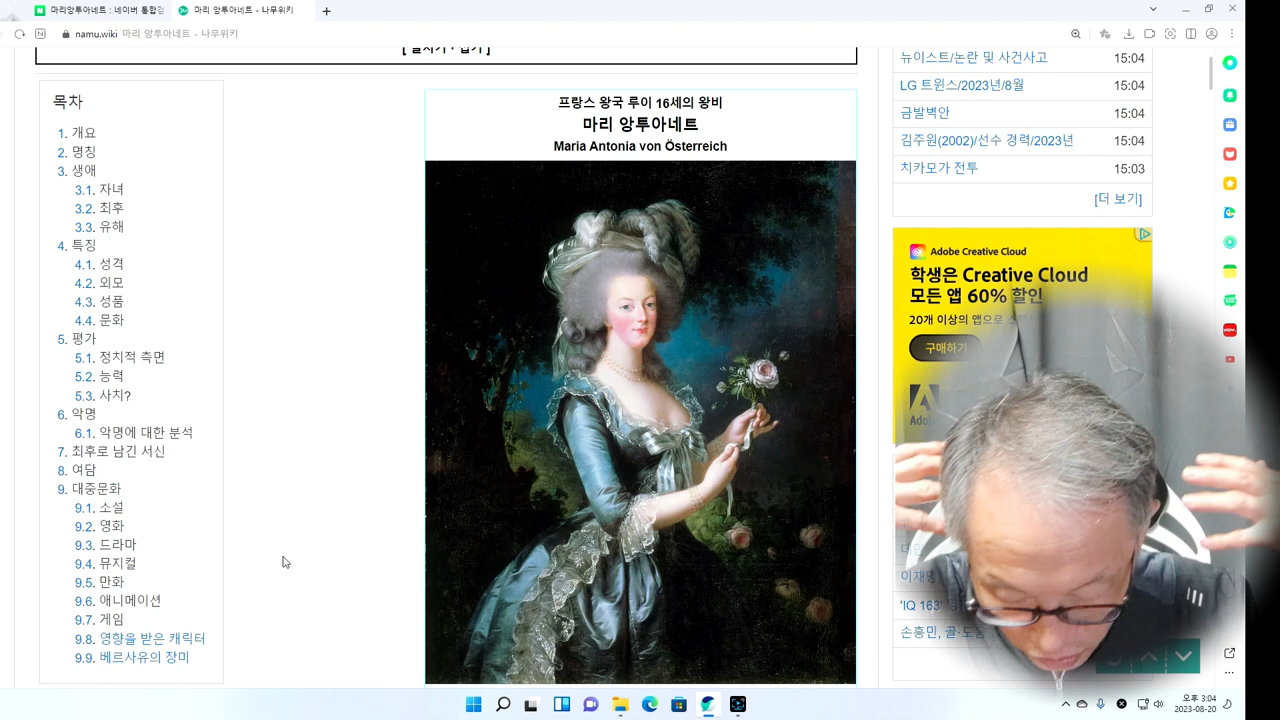 마리앙투아네트 : 네이버 통합검
마리 앙투아네트 - 나무위키
namu.wiki 마리 앙투아네트 - 나무위키
[ 펼치기 · 접기 ]
목차
1. 개요
2. 명칭
3. 생애
3.1. 자녀
3.2. 최후
3.3. 유해
4. 특징
4.1. 성격
4.2. 외모
4.3. 성품
4.4. 문화
5. 평가
5.1. 정치적 측면
5.2. 능력
5.3. 사치?
6. 악명
6.1. 악명에 대한 분석
7. 최후로 남긴 서신
8. 여담
9. 대중문화
9.1. 소설
9.2. 영화
9.3. 드라마
9.4. 뮤지컬
9.5. 만화
9.6. 애니메이션
9.7. 게임
9.8. 영향을 받은 캐릭터
9.9. 베르사유의 장미
프랑스 왕국 루이 16세의 왕비
마리 앙투아네트
Maria Antonia von Österreich
뉴이스트/논란 및 사건사고 15:04
LG 트윈스/2023년/8월 15:04
금발벽안 15:04
김주원(2002)/선수 경력/2023년 15:04
치카모가 전투 15:03
[더 보기]
Adobe Creative Cloud
학생은 Creative Cloud
모든 앱 60% 할인
20개 이상의 앱으로
구매하기
이재명
'IQ 163'
손흥민, 골·도움
오후 3:04
2023-08-20